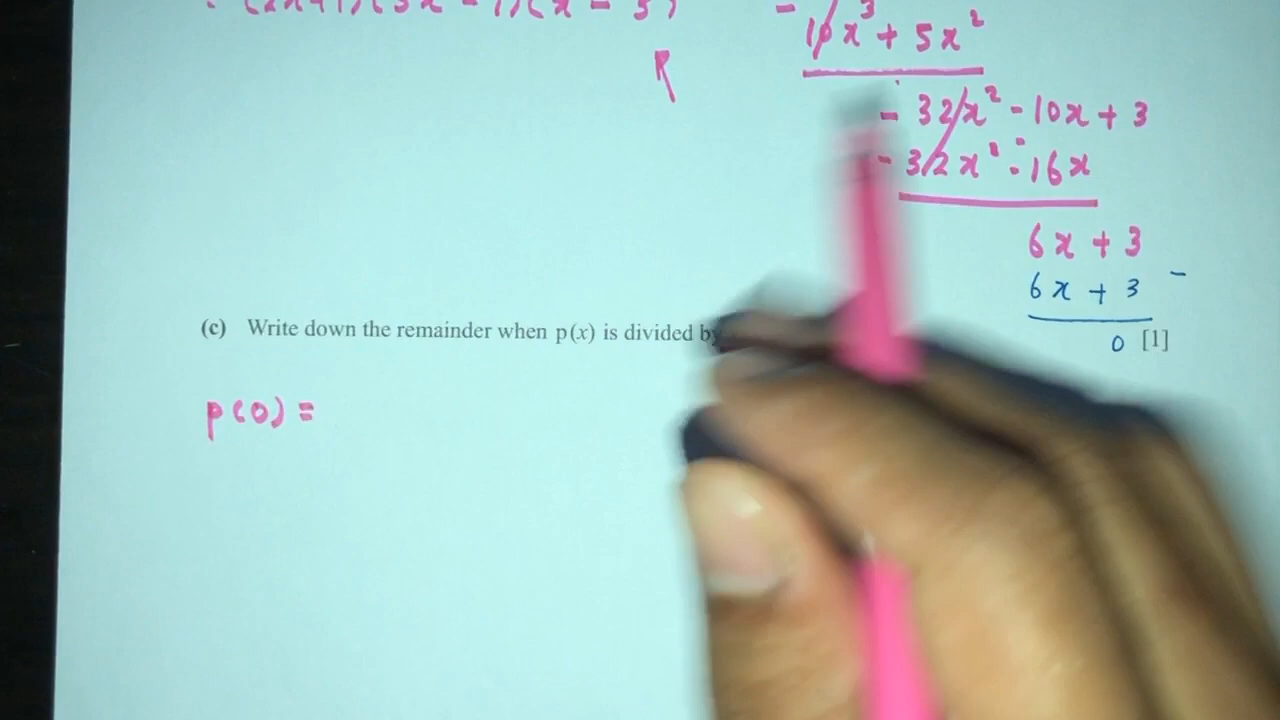 10x³ + 5x²
- 32x² - 10x + 3
- 32x² - 16x
6x + 3
6x + 3 -
0 [1]
(c) Write down the remainder when p(x) is divided by
p(0) =